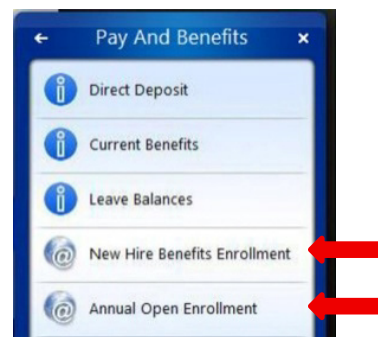 Pay And Benefits
Direct Deposit
Current Benefits
Leave Balances
New Hire Benefits Enrollment
Annual Open Enrollment